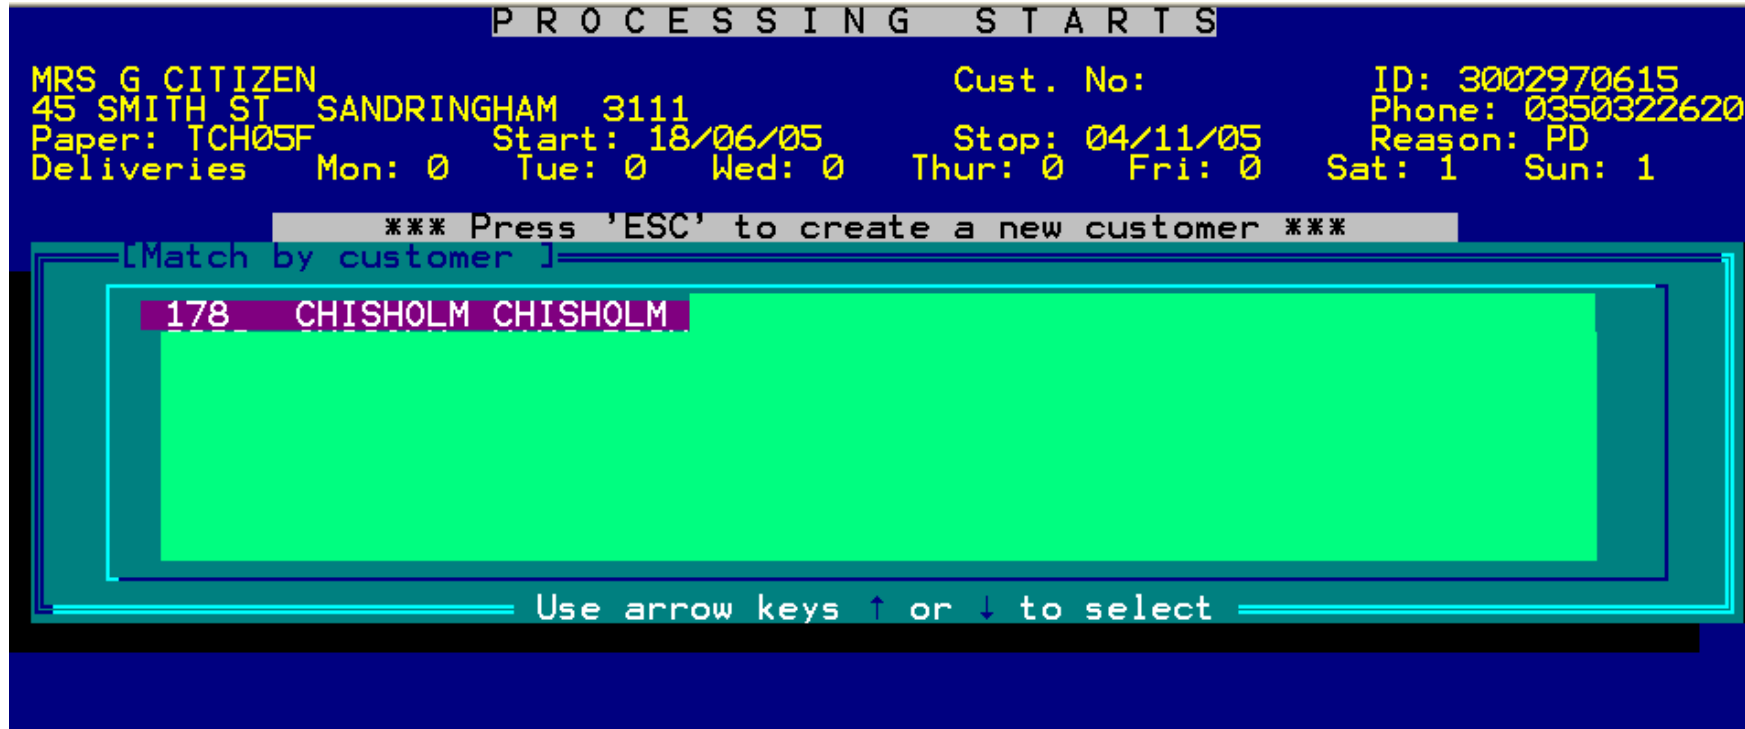 PROCESSING STARTS
MRS G CITIZEN Cust. No: ID: 3002970615
45 SMITH ST SANDRINGHAM 3111 Phone: 0350322620
Paper: TCH05F Start: 18/06/05 Stop: 04/11/05 Reason: PD
Deliveries Mon: 0 Tue: 0 Wed: 0 Thur: 0 Fri: 0 Sat: 1 Sun: 1
*** Press 'ESC' to create a new customer ***
[Match by customer ]
178 CHISHOLM CHISHOLM
Use arrow keys ↑ or ↓ to select